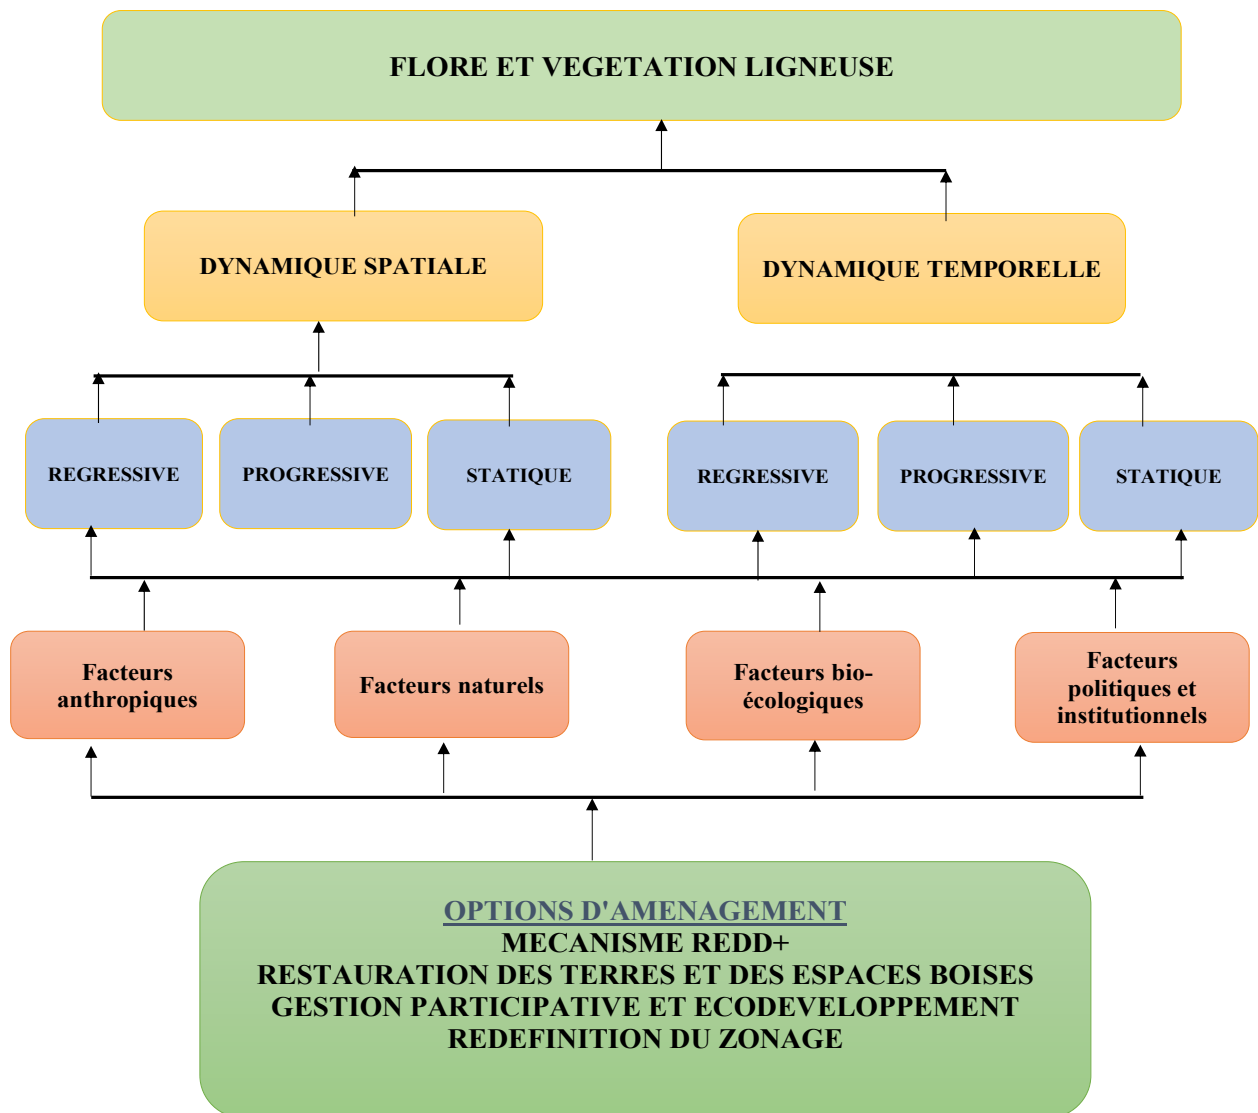 FLORE ET VEGETATION LIGNEUSE
DYNAMIQUE SPATIALE
DYNAMIQUE TEMPORELLE
REGRESSIVE
PROGRESSIVE
STATIQUE
REGRESSIVE
PROGRESSIVE
STATIQUE
Facteurs
anthropiques
Facteurs naturels
Facteurs bio-
écologiques
Facteurs
politiques et
institutionnels
OPTIONS D'AMENAGEMENT
MECANISME REDD+
RESTAURATION DES TERRES ET DES ESPACES BOISES
GESTION PARTICIPATIVE ET ECODEVELOPPEMENT
REDEFINITION DU ZONAGE